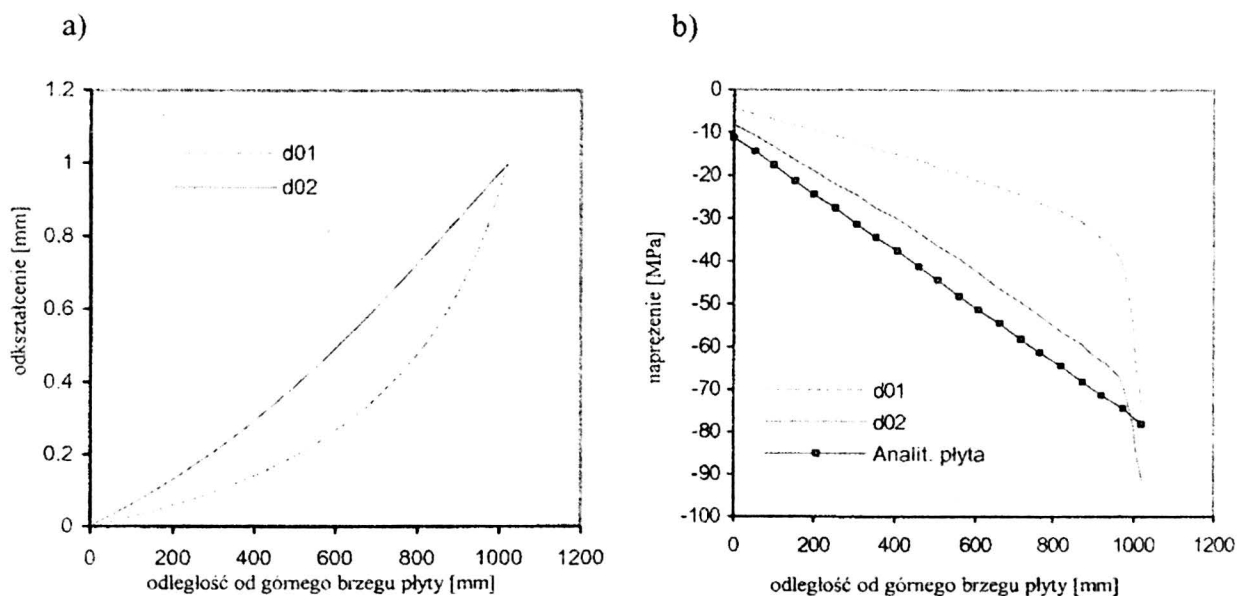 a)
1.2
1
0.8
0.6
0.4
0.2
0
odkształcenie [mm]
d01
d02
0 200 400 600 800 1000 1200
odległość od górnego brzegu płyty [mm]
b)
0
-10
-20
-30
-40
-50
-60
-70
-80
-90
-100
naprężenie [MPa]
d01
d02
Analit. płyta
0 200 400 600 800 1000 1200
odległość od górnego brzegu płyty [mm]